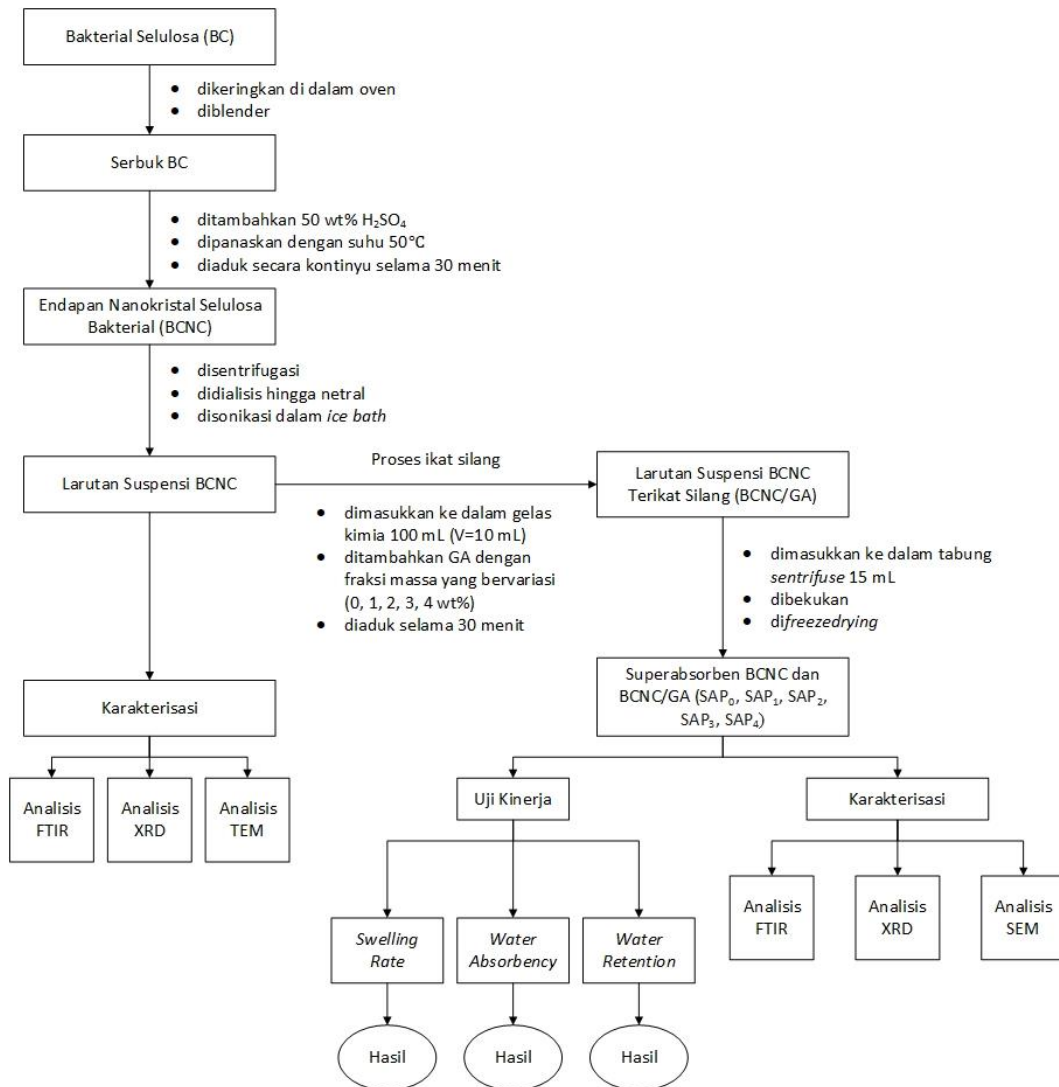 Bakterial Selulosa (BC)
• dikeringkan di dalam oven
• diblender
Serbuk BC
• ditambahkan 50 wt% H₂SO₄
• dipanaskan dengan suhu 50°C
• diaduk secara kontinyu selama 30 menit
Endapan Nanokristal Selulosa
Bakterial (BCNC)
• disentrifugasi
• didialisis hingga netral
• disonikasi dalam ice bath
Larutan Suspensi BCNC
Proses ikat silang
• dimasukkan ke dalam gelas
kimia 100 mL (V=10 mL)
• ditambahkan GA dengan
fraksi massa yang bervariasi
(0, 1, 2, 3, 4 wt%)
• diaduk selama 30 menit
Larutan Suspensi BCNC
Terikat Silang (BCNC/GA)
• dimasukkan ke dalam tabung
sentrifuse 15 mL
• dibekukan
• difreezedrying
Superabsorben BCNC dan
BCNC/GA (SAP₀, SAP₁, SAP₂,
SAP₃, SAP₄)
Karakterisasi
Analisis
FTIR
Analisis
XRD
Analisis
TEM
Uji Kinerja
Swelling
Rate
Water
Absorbency
Water
Retention
Hasil
Hasil
Hasil
Karakterisasi
Analisis
FTIR
Analisis
XRD
Analisis
SEM